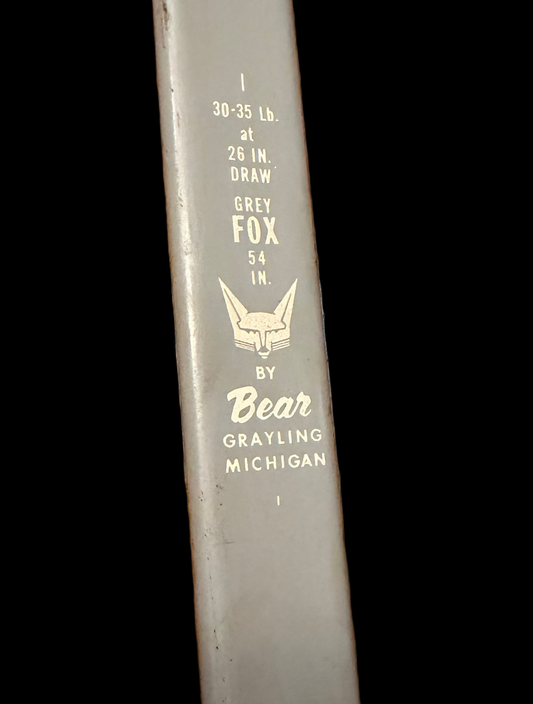 30-35 Lb.
at
26 IN.
DRAW
GREY
FOX
54
IN.
BY
Bear
GRAYLING
MICHIGAN